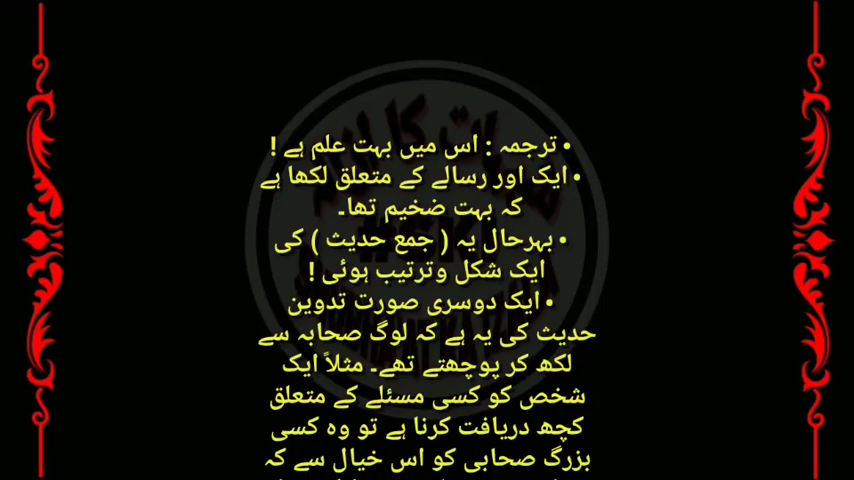 • ترجمہ : اس میں بہت علم ہے !
• ایک اور رسالے کے متعلق لکھا ہے
کہ بہت ضخیم تھا۔
• بہرحال یہ ( جمع حدیث ) کی
ایک شکل وترتیب ہوئی !
• ایک دوسری صورت تدوین
حدیث کی یہ ہے کہ لوگ صحابہ سے
لکھ کر پوچھتے تھے۔ مثلاً ایک
شخص کو کسی مسئلے کے متعلق
کچھ دریافت کرنا ہے تو وہ کسی
بزرگ صحابی کو اس خیال سے کہ